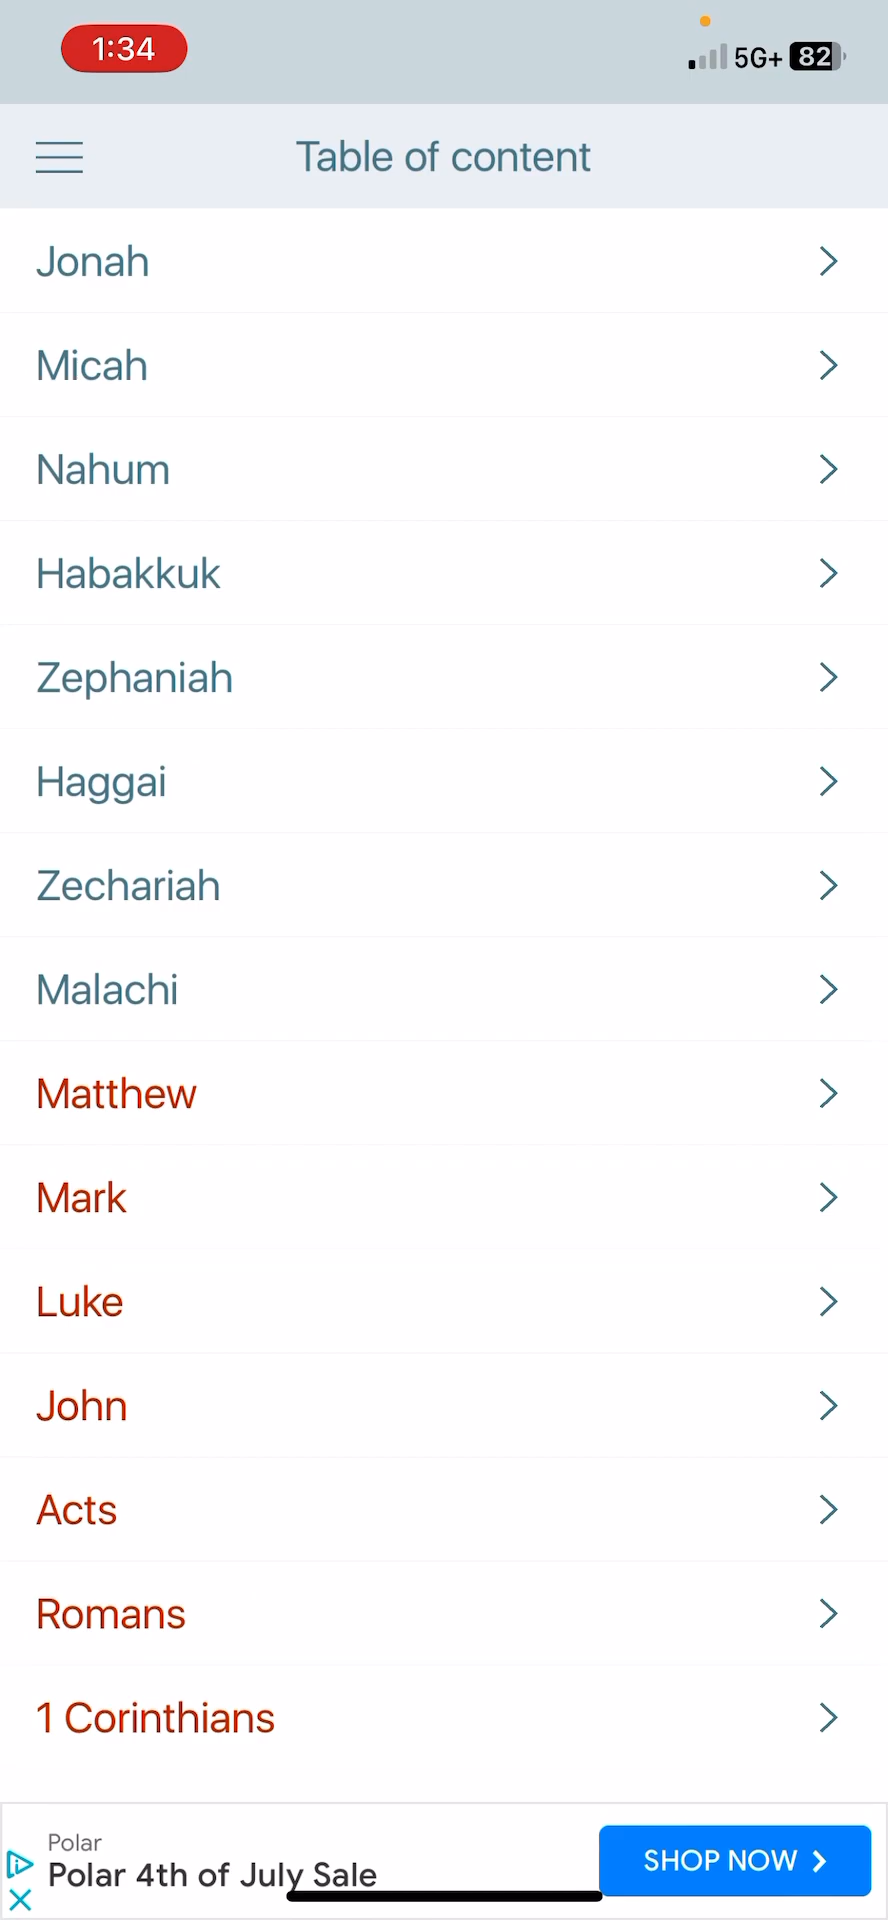 1:34
5G+ 82
Table of content
Jonah
Micah
Nahum
Habakkuk
Zephaniah
Haggai
Zechariah
Malachi
Matthew
Mark
Luke
John
Acts
Romans
1 Corinthians
Polar
Polar 4th of July Sale
SHOP NOW